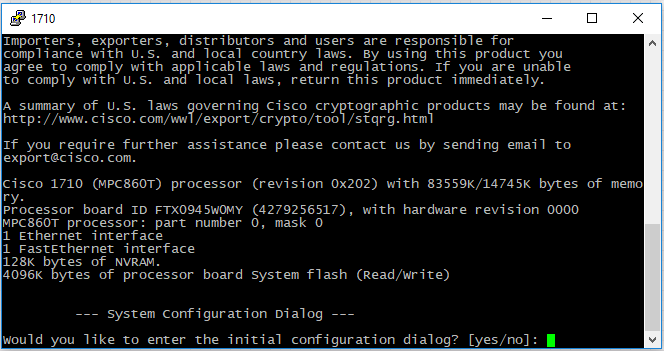 1710
Importers, exporters, distributors and users are responsible for
compliance with U.S. and local country laws. By using this product you
agree to comply with applicable laws and regulations. If you are unable
to comply with U.S. and local laws, return this product immediately.
A summary of U.S. laws governing Cisco cryptographic products may be found at:
http://www.cisco.com/wwl/export/crypto/tool/stqrg.html
If you require further assistance please contact us by sending email to
export@cisco.com.
Cisco 1710 (MPC860T) processor (revision 0x202) with 83559K/14745K bytes of memo
ry.
Processor board ID FTX0945W0MY (4279256517), with hardware revision 0000
MPC860T processor: part number 0, mask 0
1 Ethernet interface
1 FastEthernet interface
128K bytes of NVRAM.
4096K bytes of processor board System flash (Read/Write)
--- System Configuration Dialog ---
Would you like to enter the initial configuration dialog? [yes/no]: